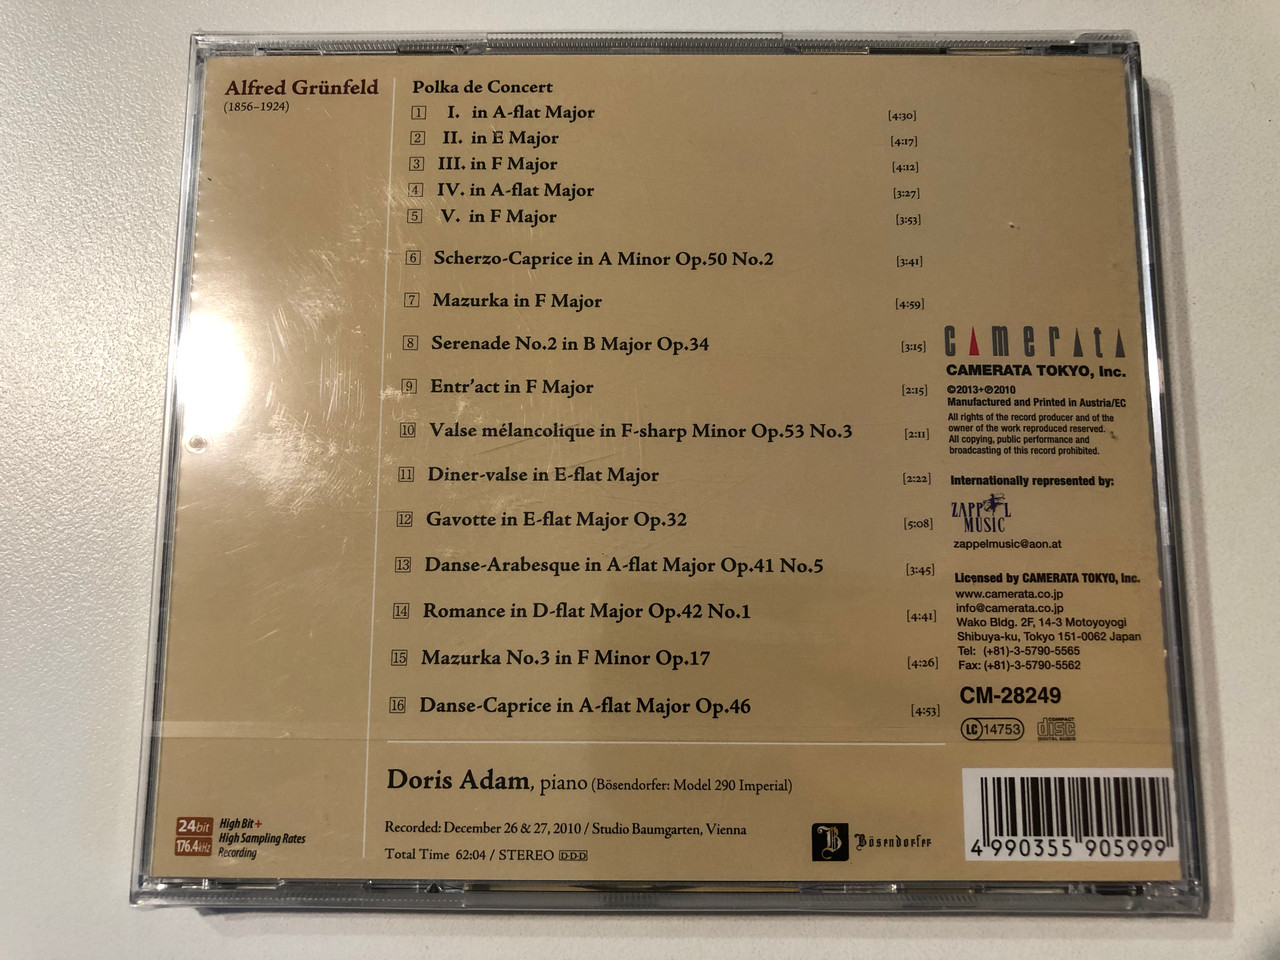 Alfred Grünfeld
(1856–1924)
Polka de Concert
1 I. in A-flat Major [4:30]
2 II. in E Major [4:17]
3 III. in F Major [4:12]
4 IV. in A-flat Major [3:27]
5 V. in F Major [3:53]
6 Scherzo-Caprice in A Minor Op.50 No.2 [3:41]
7 Mazurka in F Major [4:59]
8 Serenade No.2 in B Major Op.34 [3:15]
9 Entr'act in F Major [2:15]
10 Valse mélancolique in F-sharp Minor Op.53 No.3 [2:11]
11 Diner-valse in E-flat Major [2:22]
12 Gavotte in E-flat Major Op.32 [5:08]
13 Danse-Arabesque in A-flat Major Op.41 No.5 [3:45]
14 Romance in D-flat Major Op.42 No.1 [4:41]
15 Mazurka No.3 in F Minor Op.17 [4:26]
16 Danse-Caprice in A-flat Major Op.46 [4:53]
Doris Adam, piano (Bösendorfer: Model 290 Imperial)
Recorded: December 26 & 27, 2010 / Studio Baumgarten, Vienna
Total Time 62:04 / STEREO DDD
24bit
176.4kHz
High Bit+
High Sampling Rates
Recording
B
Bösendorfer
camerata
CAMERATA TOKYO, Inc.
©2013+℗2010
Manufactured and Printed in Austria/EC
All rights of the record producer and of the
owner of the work reproduced reserved.
All copying, public performance and
broadcasting of this record prohibited.
Internationally represented by:
ZAPPEL
MUSIC
zappelmusic@aon.at
Licensed by CAMERATA TOKYO, Inc.
www.camerata.co.jp
info@camerata.co.jp
Wako Bldg. 2F, 14-3 Motoyoyogi
Shibuya-ku, Tokyo 151-0062 Japan
Tel: (+81)-3-5790-5565
Fax: (+81)-3-5790-5562
CM-28249
LC 14753
COMPACT
disc
DIGITAL AUDIO
4 990355 905999